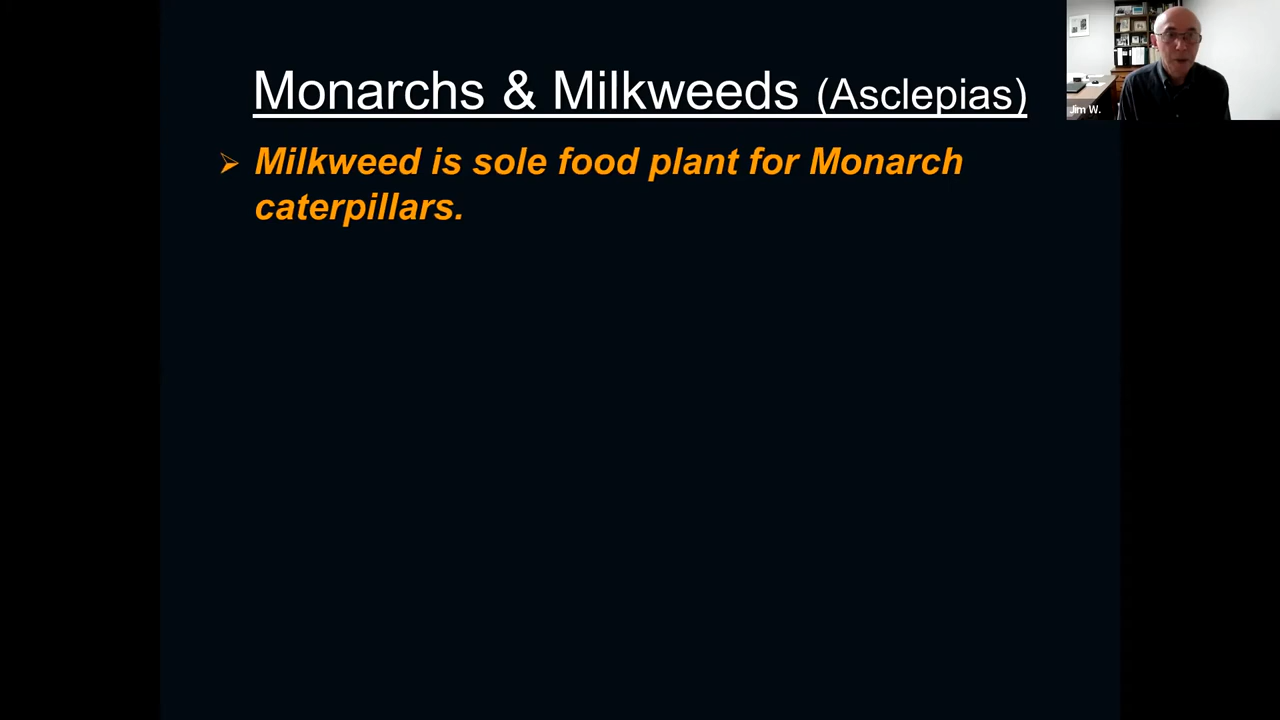 Monarchs & Milkweeds (Asclepias)
➢ Milkweed is sole food plant for Monarch
caterpillars.
Jim W.